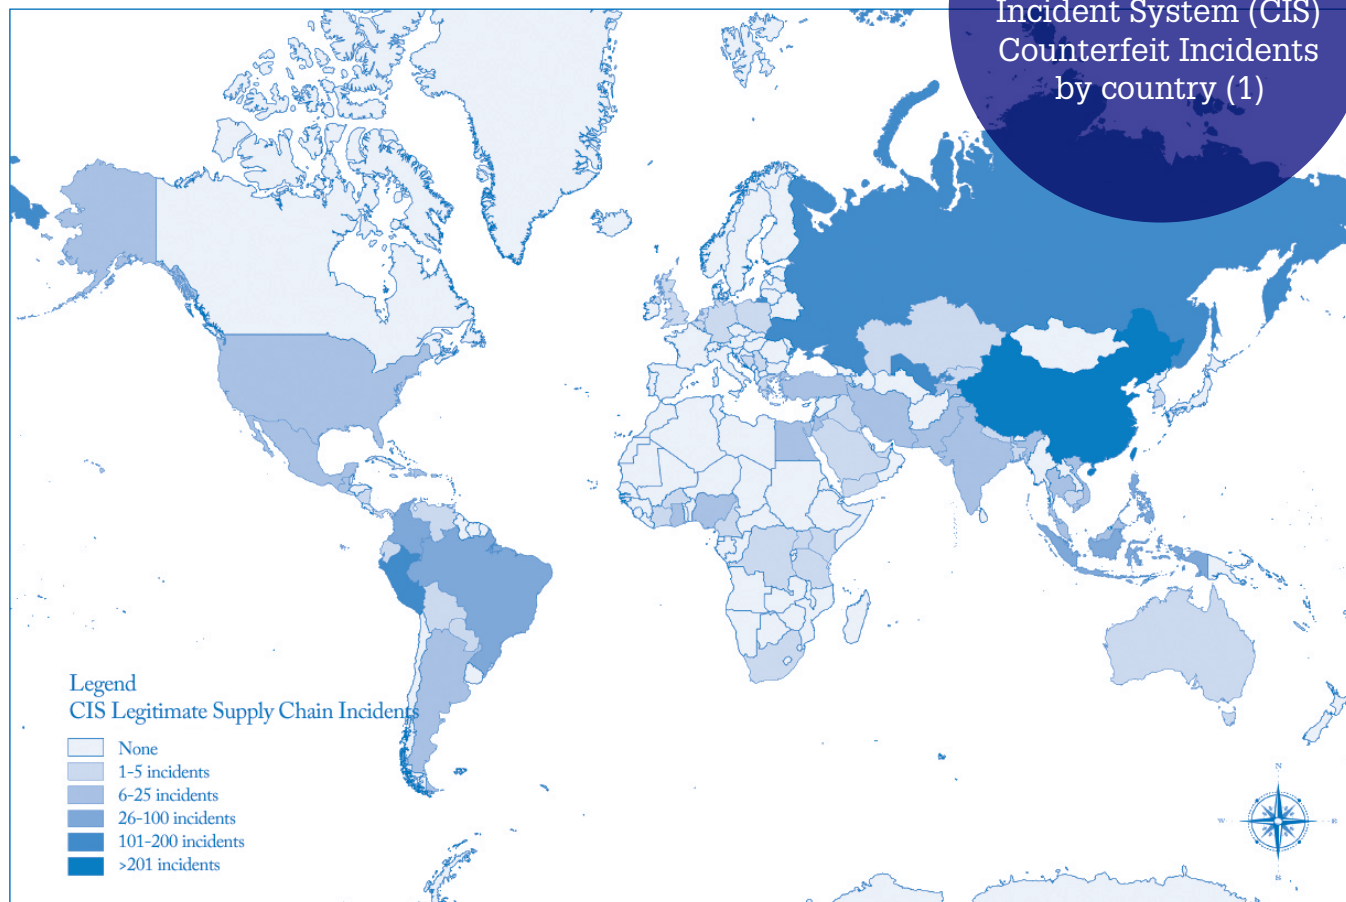 Incident System (CIS)
Counterfeit Incidents
by country (1)
Legend
CIS Legitimate Supply Chain Incidents
None
1-5 incidents
6-25 incidents
26-100 incidents
101-200 incidents
>201 incidents
N
W
E